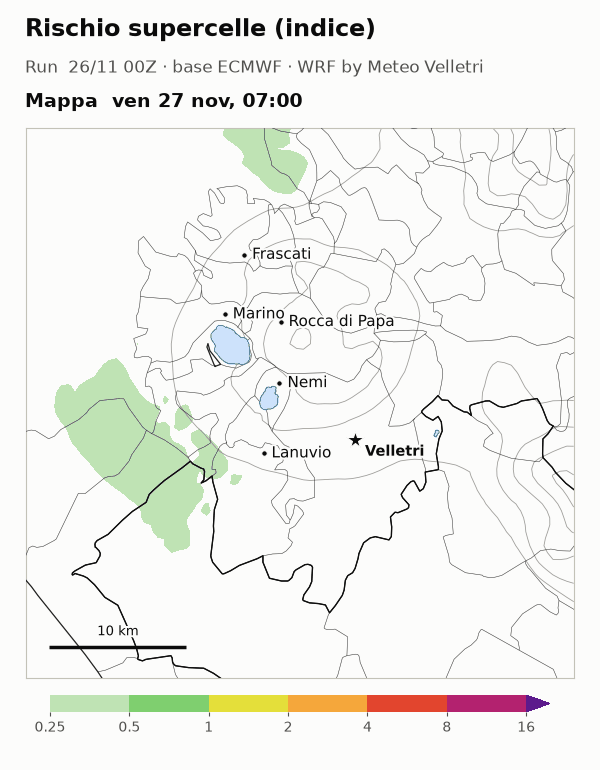 Rischio supercelle (indice)
Run  26/11 00Z · base ECMWF · WRF by Meteo Velletri
Mappa  ven 27 nov, 07:00
Frascati
Marino
Rocca di Papa
Nemi
Velletri
Lanuvio
10 km
0.25 0.5 1 2 4 8 16